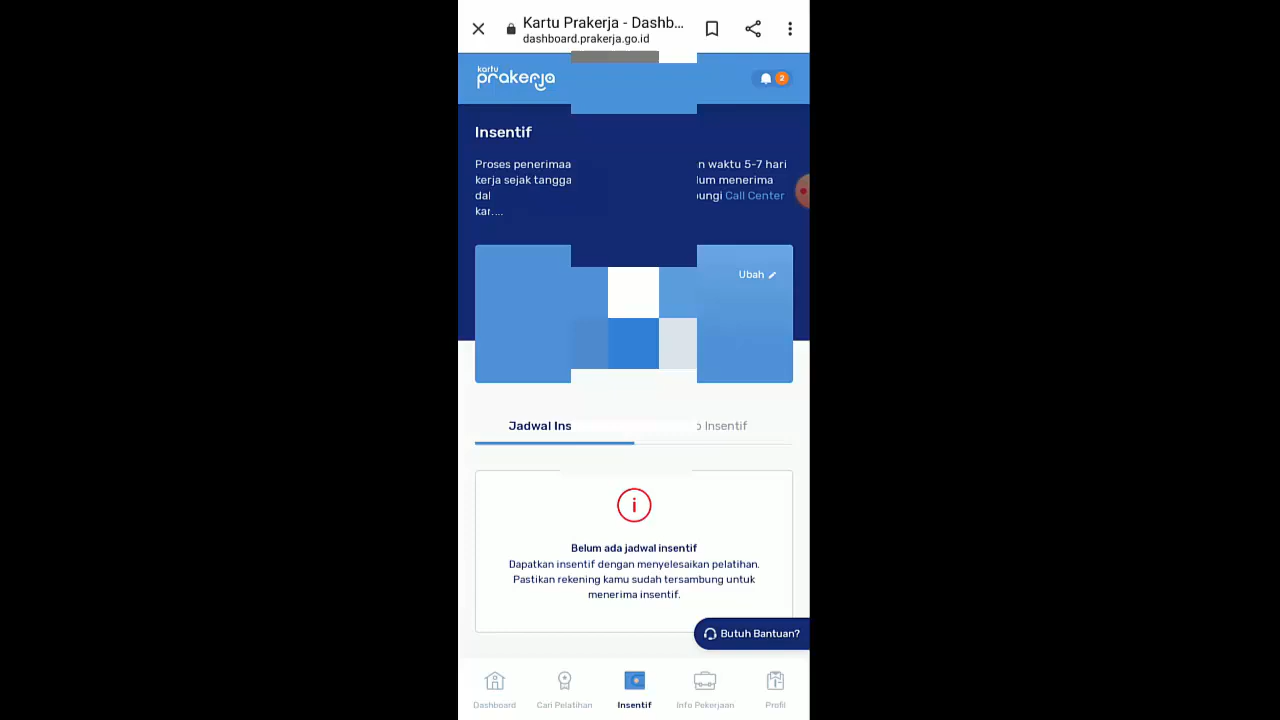 Kartu Prakerja - Dashb...
dashboard.prakerja.go.id
kartu
prakerja
2
Insentif
Proses penerimaa n waktu 5-7 hari
kerja sejak tangga lum menerima
dal ungi Call Center
kar....
Ubah
Jadwal Ins o Insentif
i
Belum ada jadwal insentif
Dapatkan insentif dengan menyelesaikan pelatihan.
Pastikan rekening kamu sudah tersambung untuk
menerima insentif.
Butuh Bantuan?
Dashboard Cari Pelatihan Insentif Info Pekerjaan Profil